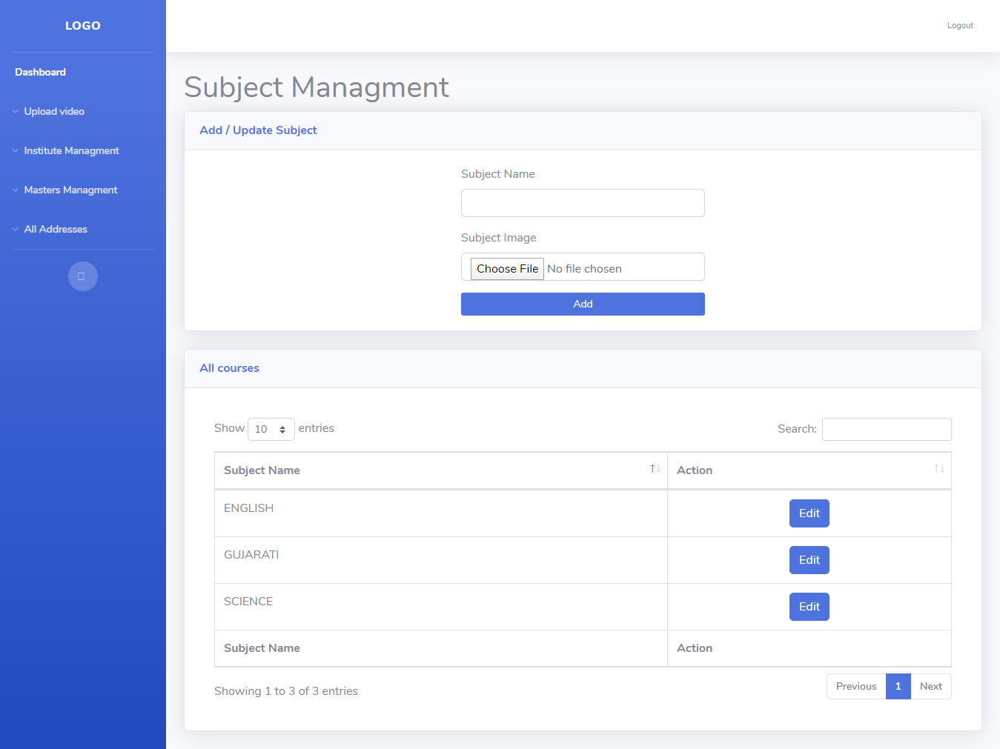 LOGO
Logout
Dashboard
Upload video
Institute Managment
Masters Managment
All Addresses
Subject Managment
Add / Update Subject
Subject Name
Subject Image
Choose File No file chosen
Add
All courses
Show 10 entries
Search:
Subject Name Action
ENGLISH Edit
GUJARATI Edit
SCIENCE Edit
Subject Name Action
Showing 1 to 3 of 3 entries
Previous 1 Next